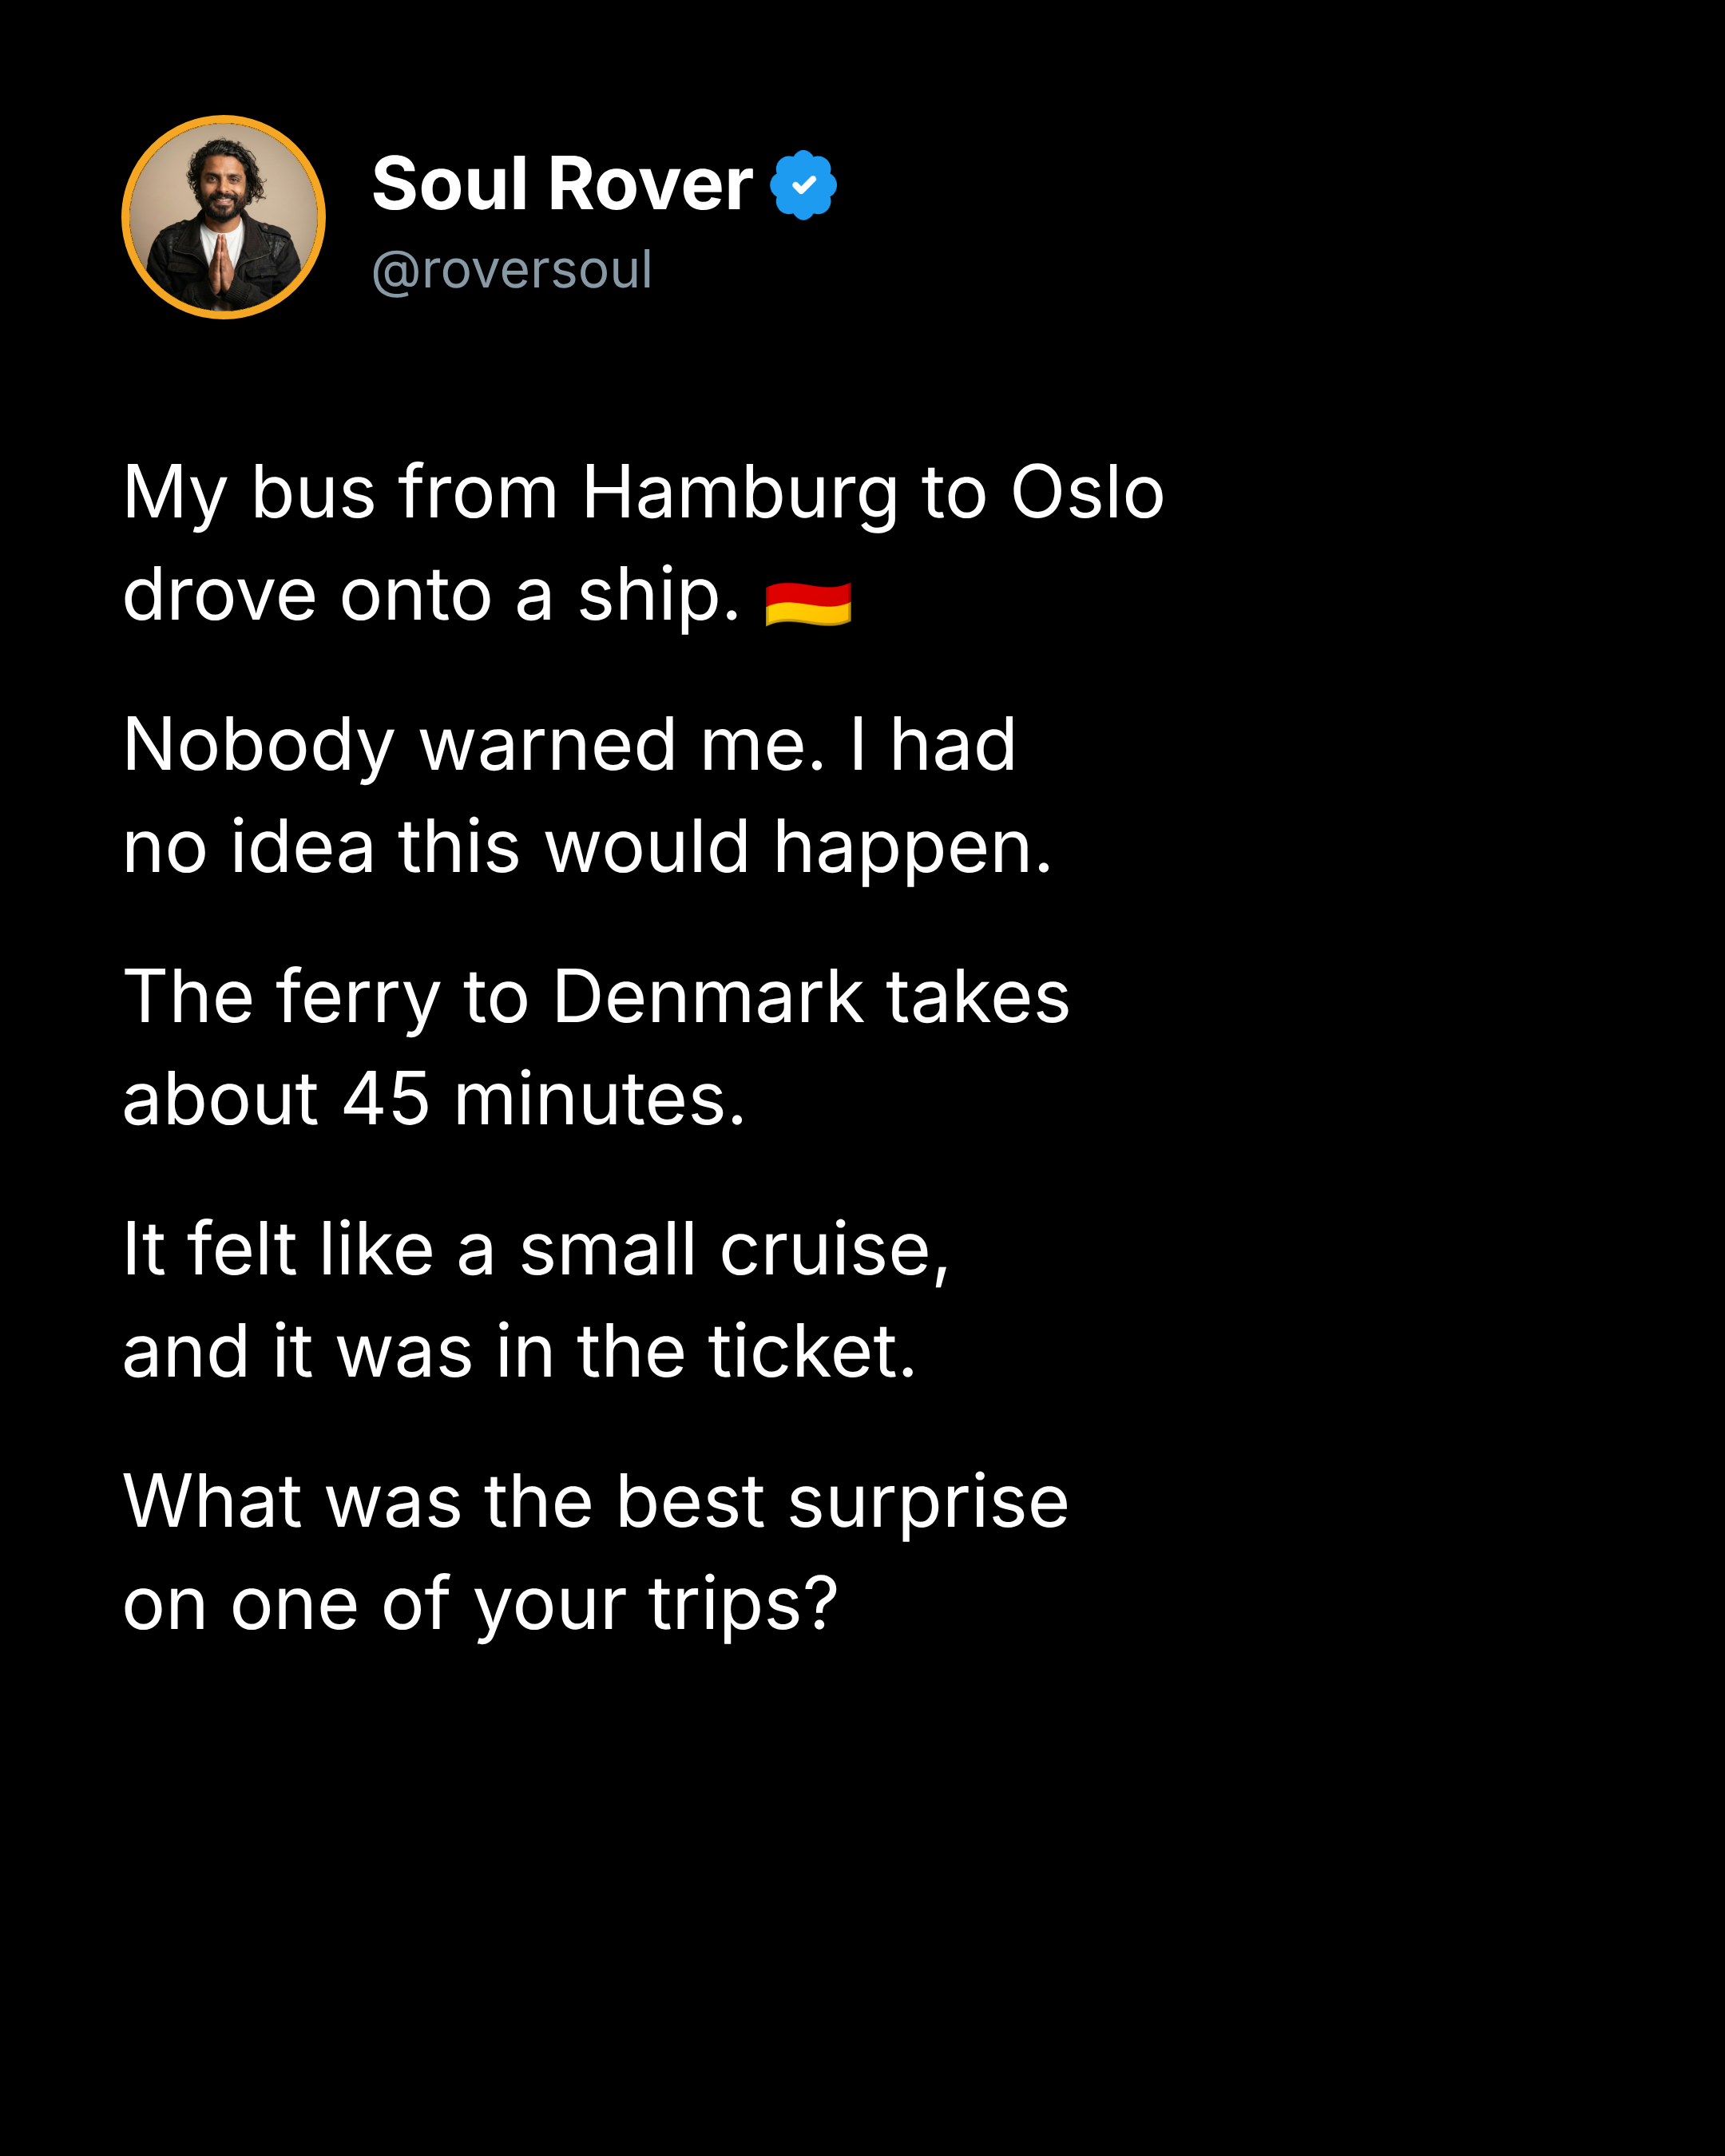 Soul Rover
@roversoul
My bus from Hamburg to Oslo
drove onto a ship. 🇩🇪
Nobody warned me. I had
no idea this would happen.
The ferry to Denmark takes
about 45 minutes.
It felt like a small cruise,
and it was in the ticket.
What was the best surprise
on one of your trips?